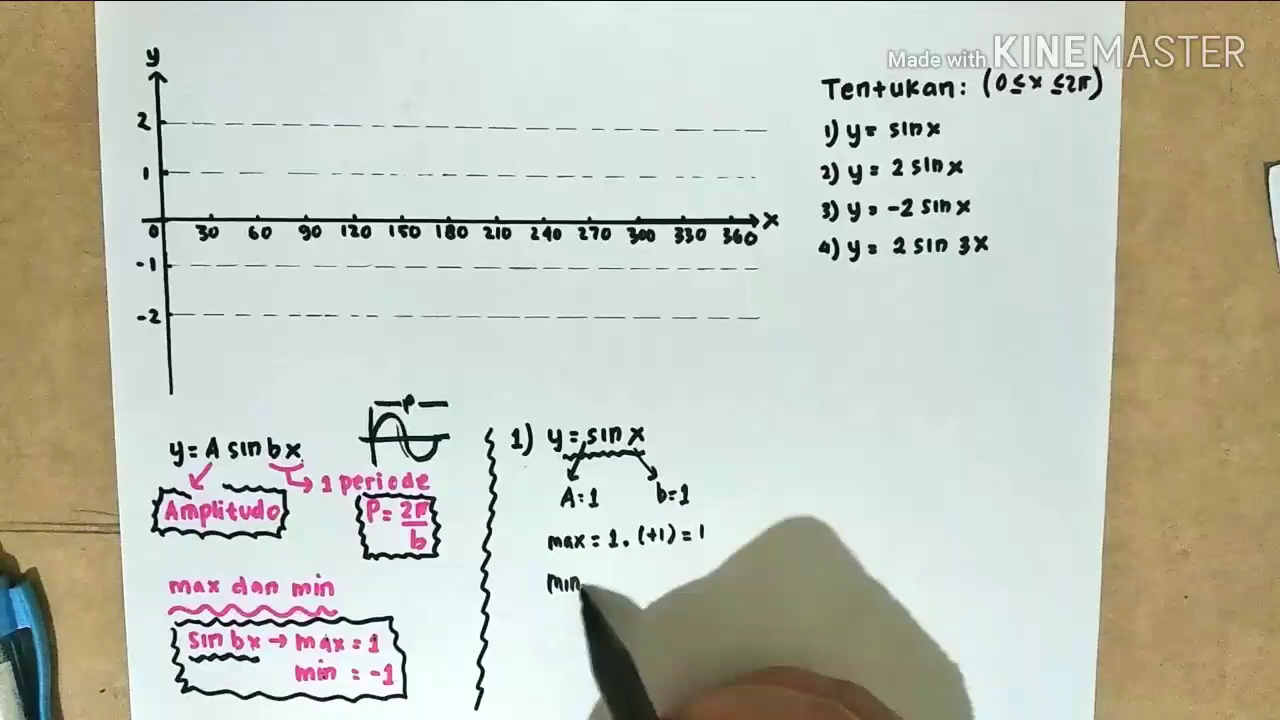 Made with KINEMASTER
y
2
1
0 30 60 90 120 150 180 210 240 270 300 330 360 x
-1
-2
Tentukan: (0≤x≤2π)
1) y= sin x
2) y= 2 sin x
3) y= -2 sin x
4) y= 2 sin 3x
y= A sin bx
Amplitudo
P
1 periode
P= 2π/b
max dan min
sin bx → max = 1
min = -1
1) y= sin x
A=1 b=1
max = 1. (+1) = 1
min